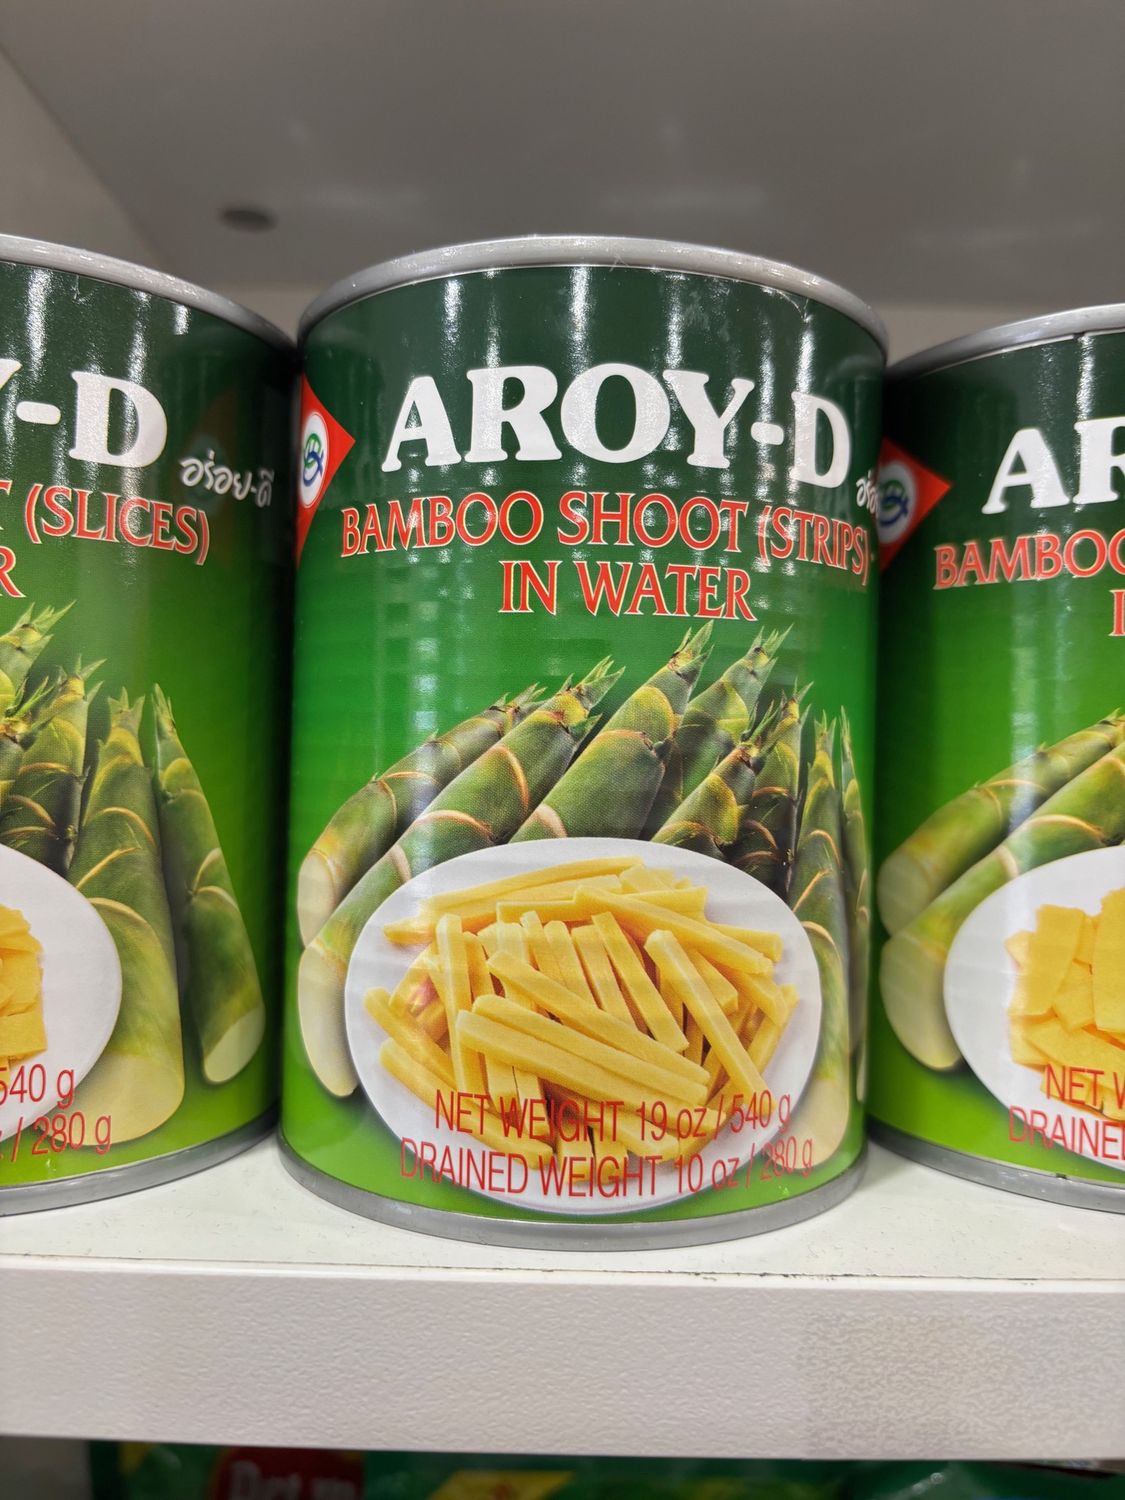 Y-D
อร่อย-ดี
T (SLICES)
R
540 g
/ 280 g
AROY-D
BAMBOO SHOOT (STRIPS)
IN WATER
NET WEIGHT 19 oz / 540 g
DRAINED WEIGHT 10 oz / 280 g
AR
BAMBOO
I
NET W
DRAINED